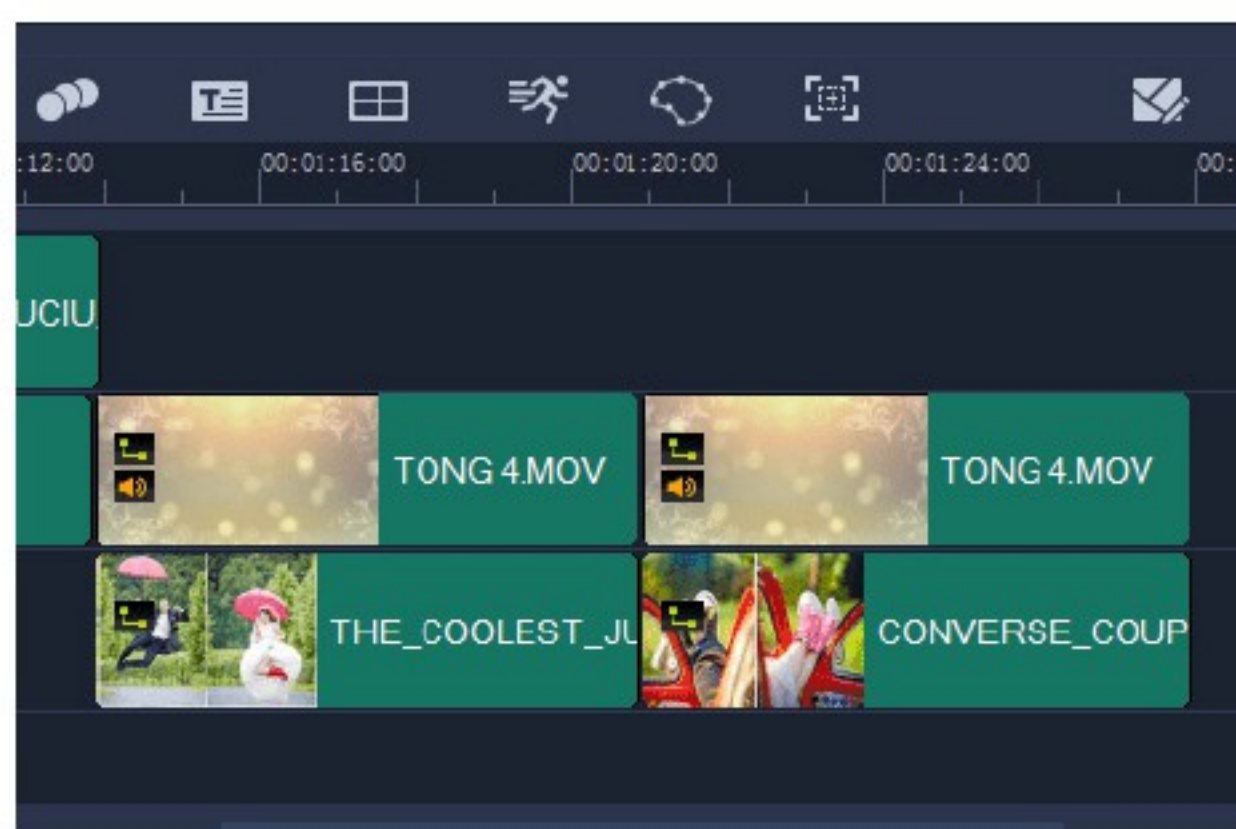 :12:00 00:01:16:00 00:01:20:00 00:01:24:00 00:
UCIU
TONG 4.MOV TONG 4.MOV
THE_COOLEST_JU CONVERSE_COUP